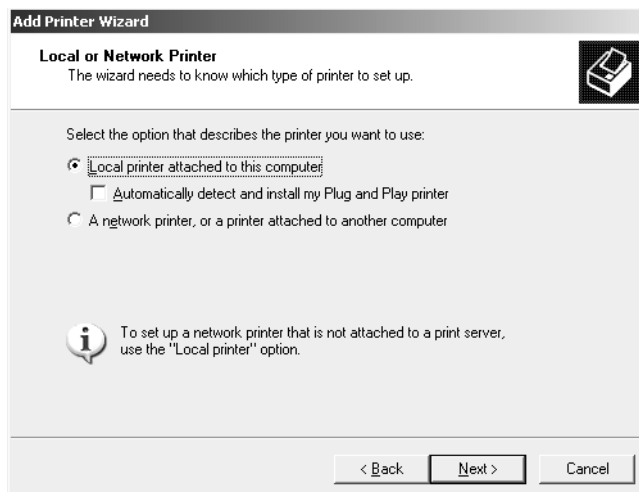 Add Printer Wizard
Local or Network Printer
The wizard needs to know which type of printer to set up.
Select the option that describes the printer you want to use:
Local printer attached to this computer
Automatically detect and install my Plug and Play printer
A network printer, or a printer attached to another computer
To set up a network printer that is not attached to a print server,
use the "Local printer" option.
< Back
Next >
Cancel